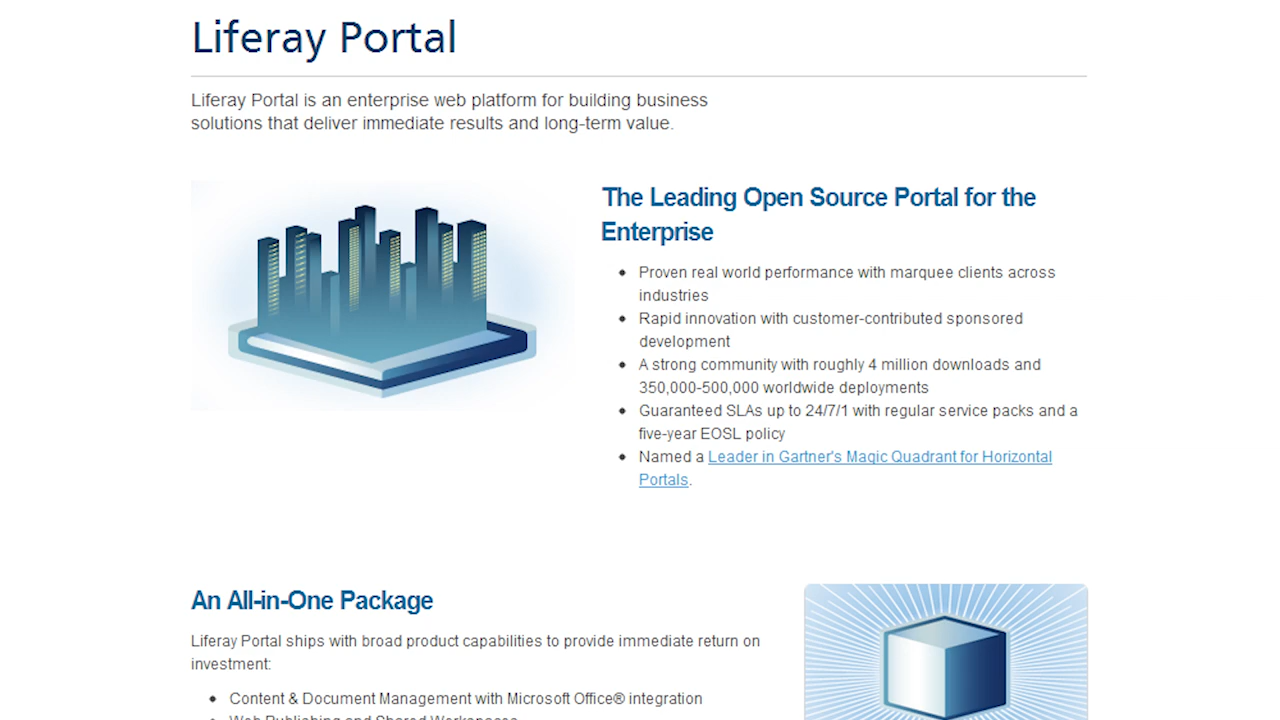 Liferay Portal
Liferay Portal is an enterprise web platform for building business
solutions that deliver immediate results and long-term value.
The Leading Open Source Portal for the
Enterprise
• Proven real world performance with marquee clients across
industries
• Rapid innovation with customer-contributed sponsored
development
• A strong community with roughly 4 million downloads and
350,000-500,000 worldwide deployments
• Guaranteed SLAs up to 24/7/1 with regular service packs and a
five-year EOSL policy
• Named a Leader in Gartner's Magic Quadrant for Horizontal
Portals.
An All-in-One Package
Liferay Portal ships with broad product capabilities to provide immediate return on
investment:
• Content & Document Management with Microsoft Office® integration
• Web Publishing and Shared Workspaces